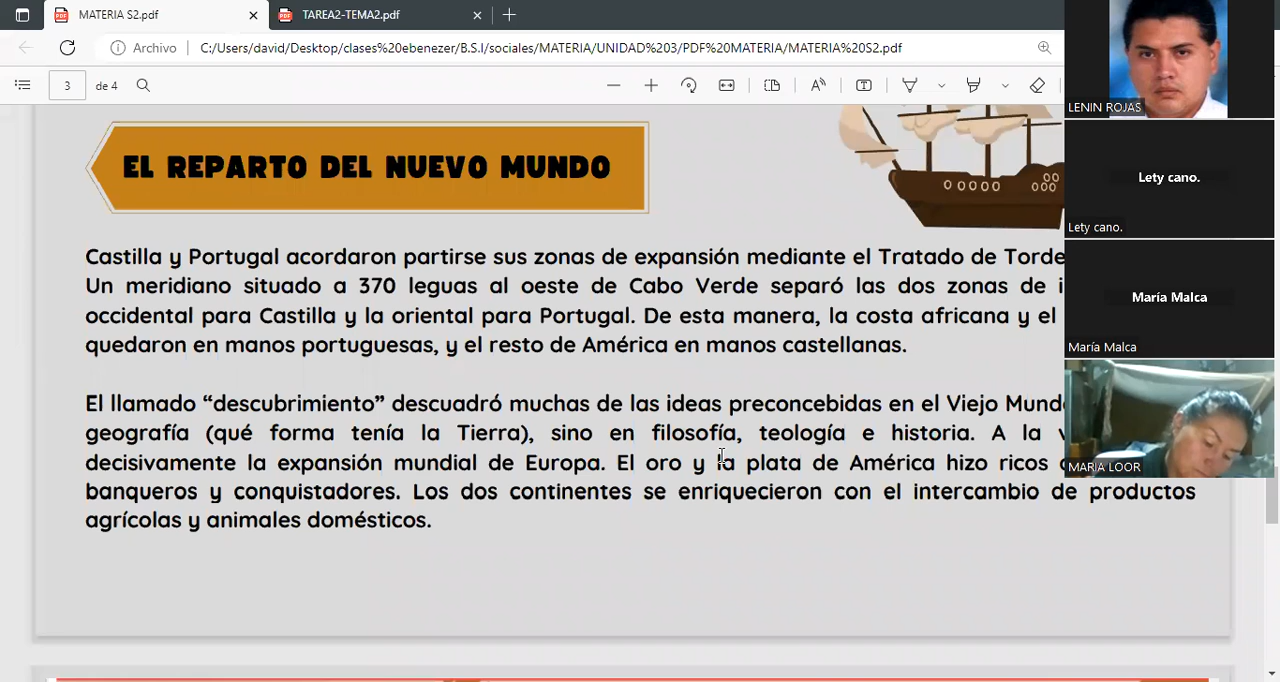 MATERIA S2.pdf
TAREA2-TEMA2.pdf
Archivo
C:/Users/david/Desktop/clases%20ebenezer/B.S.I/sociales/MATERIA/UNIDAD%203/PDF%20MATERIA/MATERIA%20S2.pdf
3 de 4
LENIN ROJAS
Lety cano.
Lety cano.
María Malca
María Malca
MARIA LOOR
EL REPARTO DEL NUEVO MUNDO
Castilla y Portugal acordaron partirse sus zonas de expansión mediante el Tratado de Torde
Un meridiano situado a 370 leguas al oeste de Cabo Verde separó las dos zonas de i
occidental para Castilla y la oriental para Portugal. De esta manera, la costa africana y el
quedaron en manos portuguesas, y el resto de América en manos castellanas.
El llamado “descubrimiento” descuadró muchas de las ideas preconcebidas en el Viejo Mund
geografía (qué forma tenía la Tierra), sino en filosofía, teología e historia. A la v
decisivamente la expansión mundial de Europa. El oro y la plata de América hizo ricos
banqueros y conquistadores. Los dos continentes se enriquecieron con el intercambio de productos
agrícolas y animales domésticos.